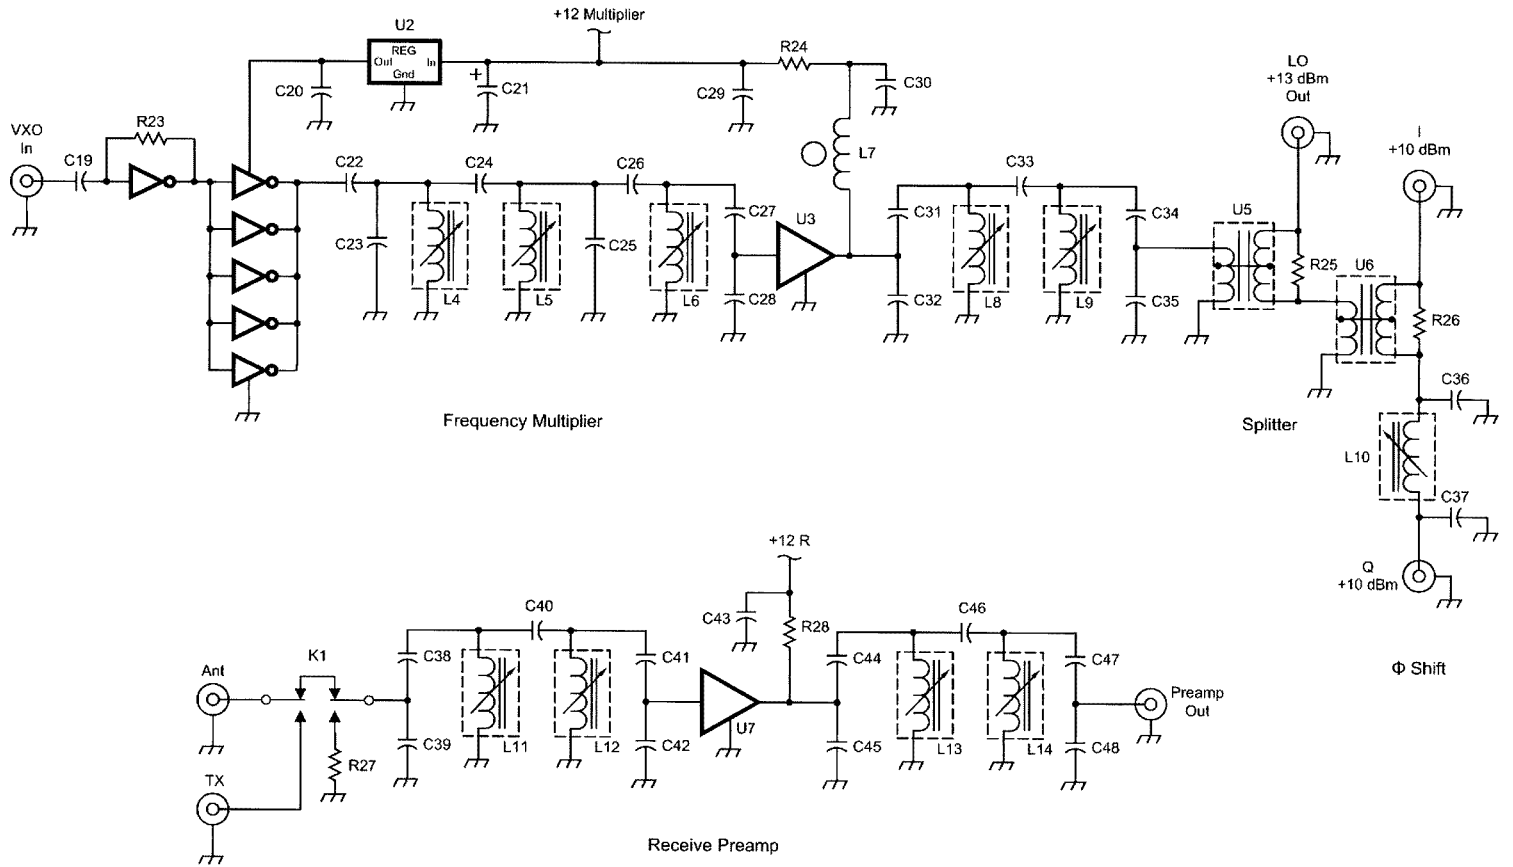 +12 Multiplier
U2
REG
Out In
Gnd
+
C20
C21
R24
C29
C30
LO
+13 dBm
Out
I
+10 dBm
VXO
In
R23
C19
C22
C24
C26
L7
C33
C23
L4
L5
C25
L6
C27
C28
U3
C31
C32
L8
L9
C34
C35
U5
R25
U6
R26
C36
L10
C37
Q
+10 dBm
Frequency Multiplier
Splitter
Φ Shift
+12 R
C43
R28
Ant
K1
C38
C40
C41
C44
C46
C47
Preamp
Out
C39
L11
L12
C42
U7
C45
L13
L14
C48
R27
TX
Receive Preamp